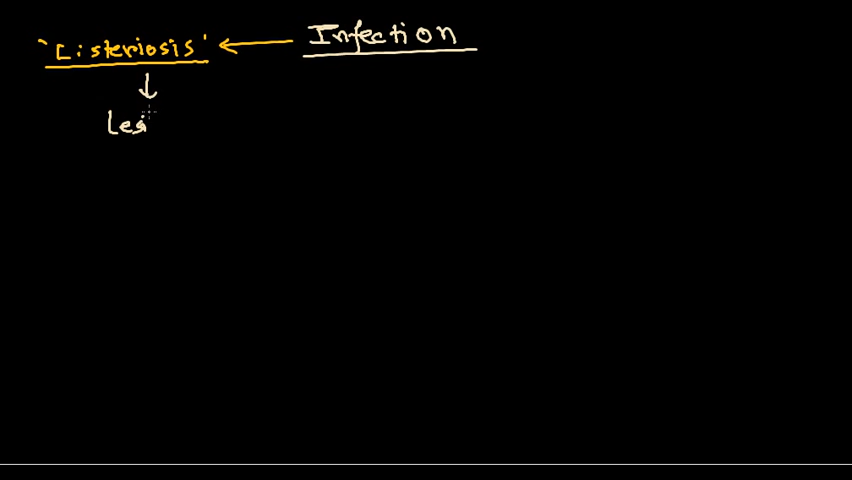 'Listeriosis' ← Infection
↓
Les